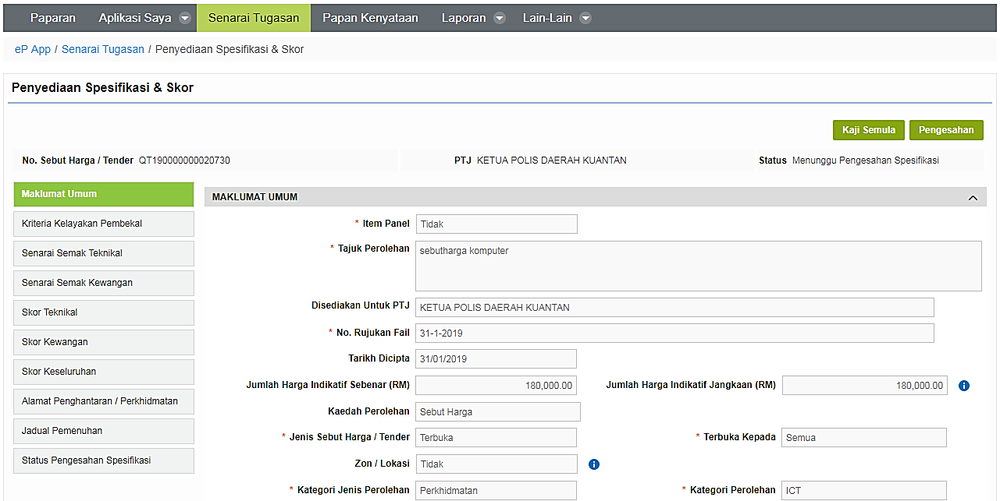 Paparan Aplikasi Saya Senarai Tugasan Papan Kenyataan Laporan Lain-Lain
eP App / Senarai Tugasan / Penyediaan Spesifikasi & Skor
Penyediaan Spesifikasi & Skor
Kaji Semula Pengesahan
No. Sebut Harga / Tender QT190000000020730 PTJ KETUA POLIS DAERAH KUANTAN Status Menunggu Pengesahan Spesifikasi
Maklumat Umum
Kriteria Kelayakan Pembekal
Senarai Semak Teknikal
Senarai Semak Kewangan
Skor Teknikal
Skor Kewangan
Skor Keseluruhan
Alamat Penghantaran / Perkhidmatan
Jadual Pemenuhan
Status Pengesahan Spesifikasi
MAKLUMAT UMUM
* Item Panel Tidak
* Tajuk Perolehan sebutharga komputer
Disediakan Untuk PTJ KETUA POLIS DAERAH KUANTAN
* No. Rujukan Fail 31-1-2019
Tarikh Dicipta 31/01/2019
Jumlah Harga Indikatif Sebenar (RM) 180,000.00 Jumlah Harga Indikatif Jangkaan (RM) 180,000.00
Kaedah Perolehan Sebut Harga
* Jenis Sebut Harga / Tender Terbuka * Terbuka Kepada Semua
Zon / Lokasi Tidak
* Kategori Jenis Perolehan Perkhidmatan * Kategori Perolehan ICT